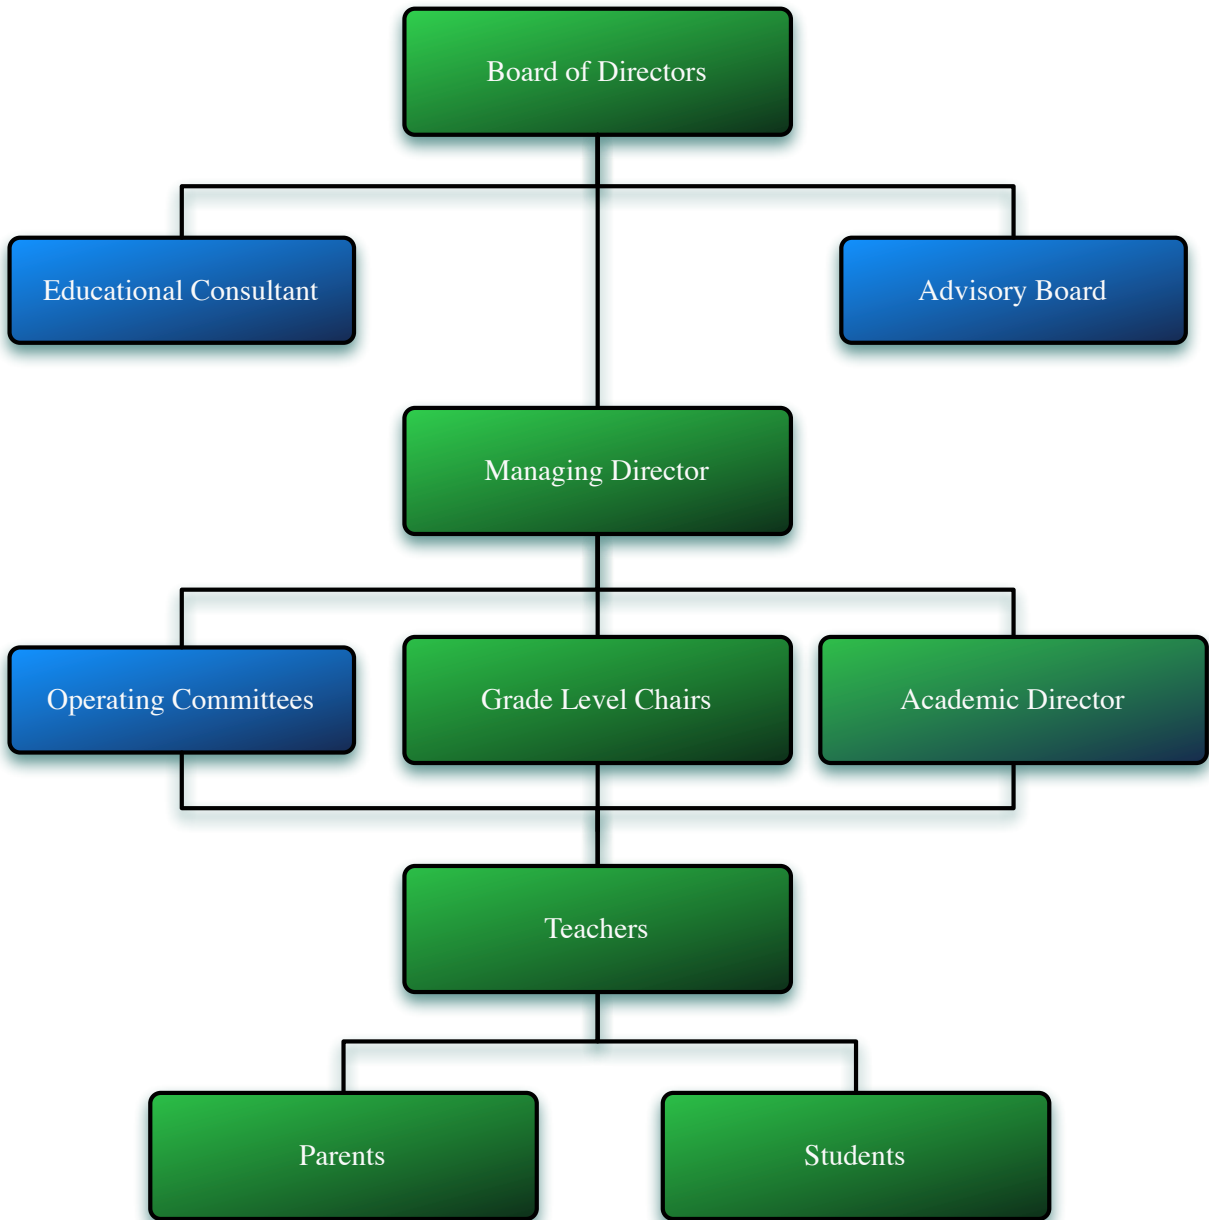 Board of Directors
Educational Consultant
Advisory Board
Managing Director
Operating Committees
Grade Level Chairs
Academic Director
Teachers
Parents
Students